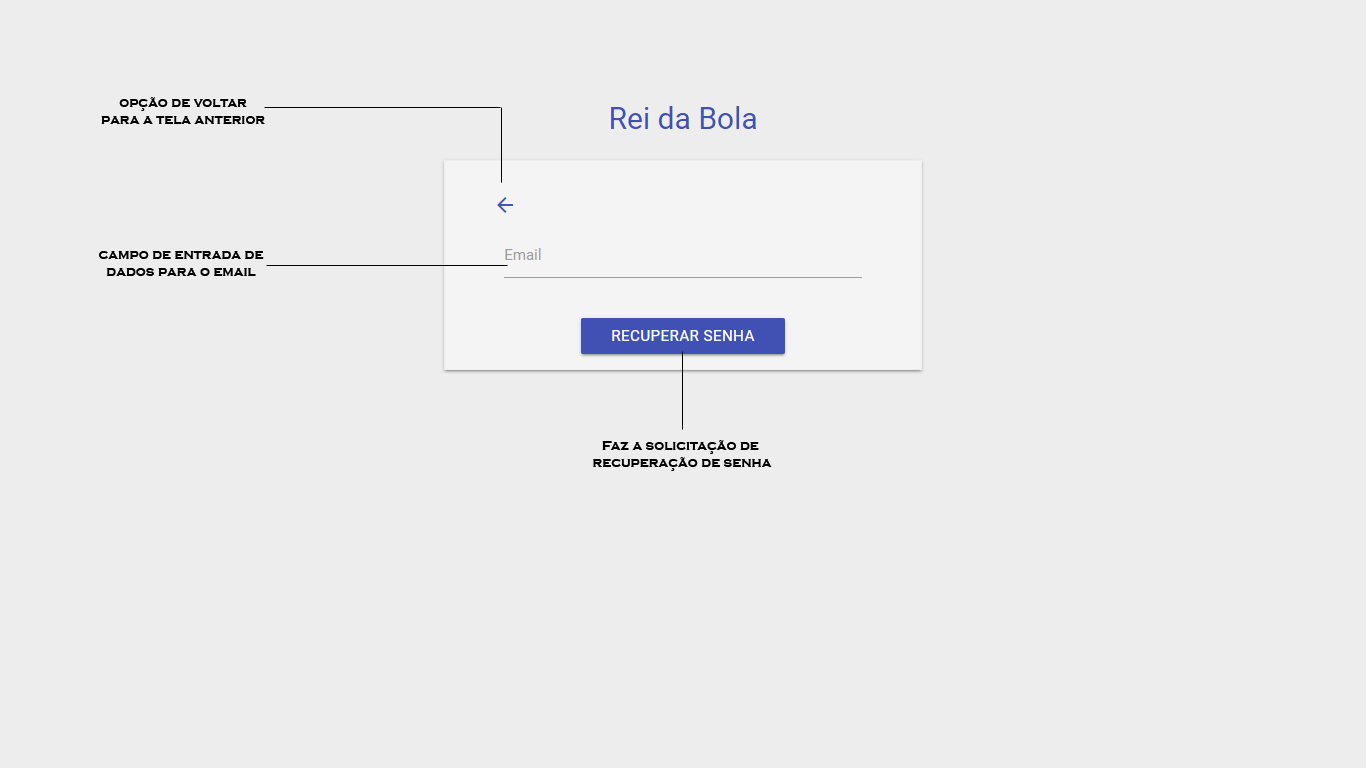 OPÇÃO DE VOLTAR
PARA A TELA ANTERIOR
Rei da Bola
CAMPO DE ENTRADA DE
DADOS PARA O EMAIL
Email
RECUPERAR SENHA
FAZ A SOLICITAÇÃO DE
RECUPERAÇÃO DE SENHA